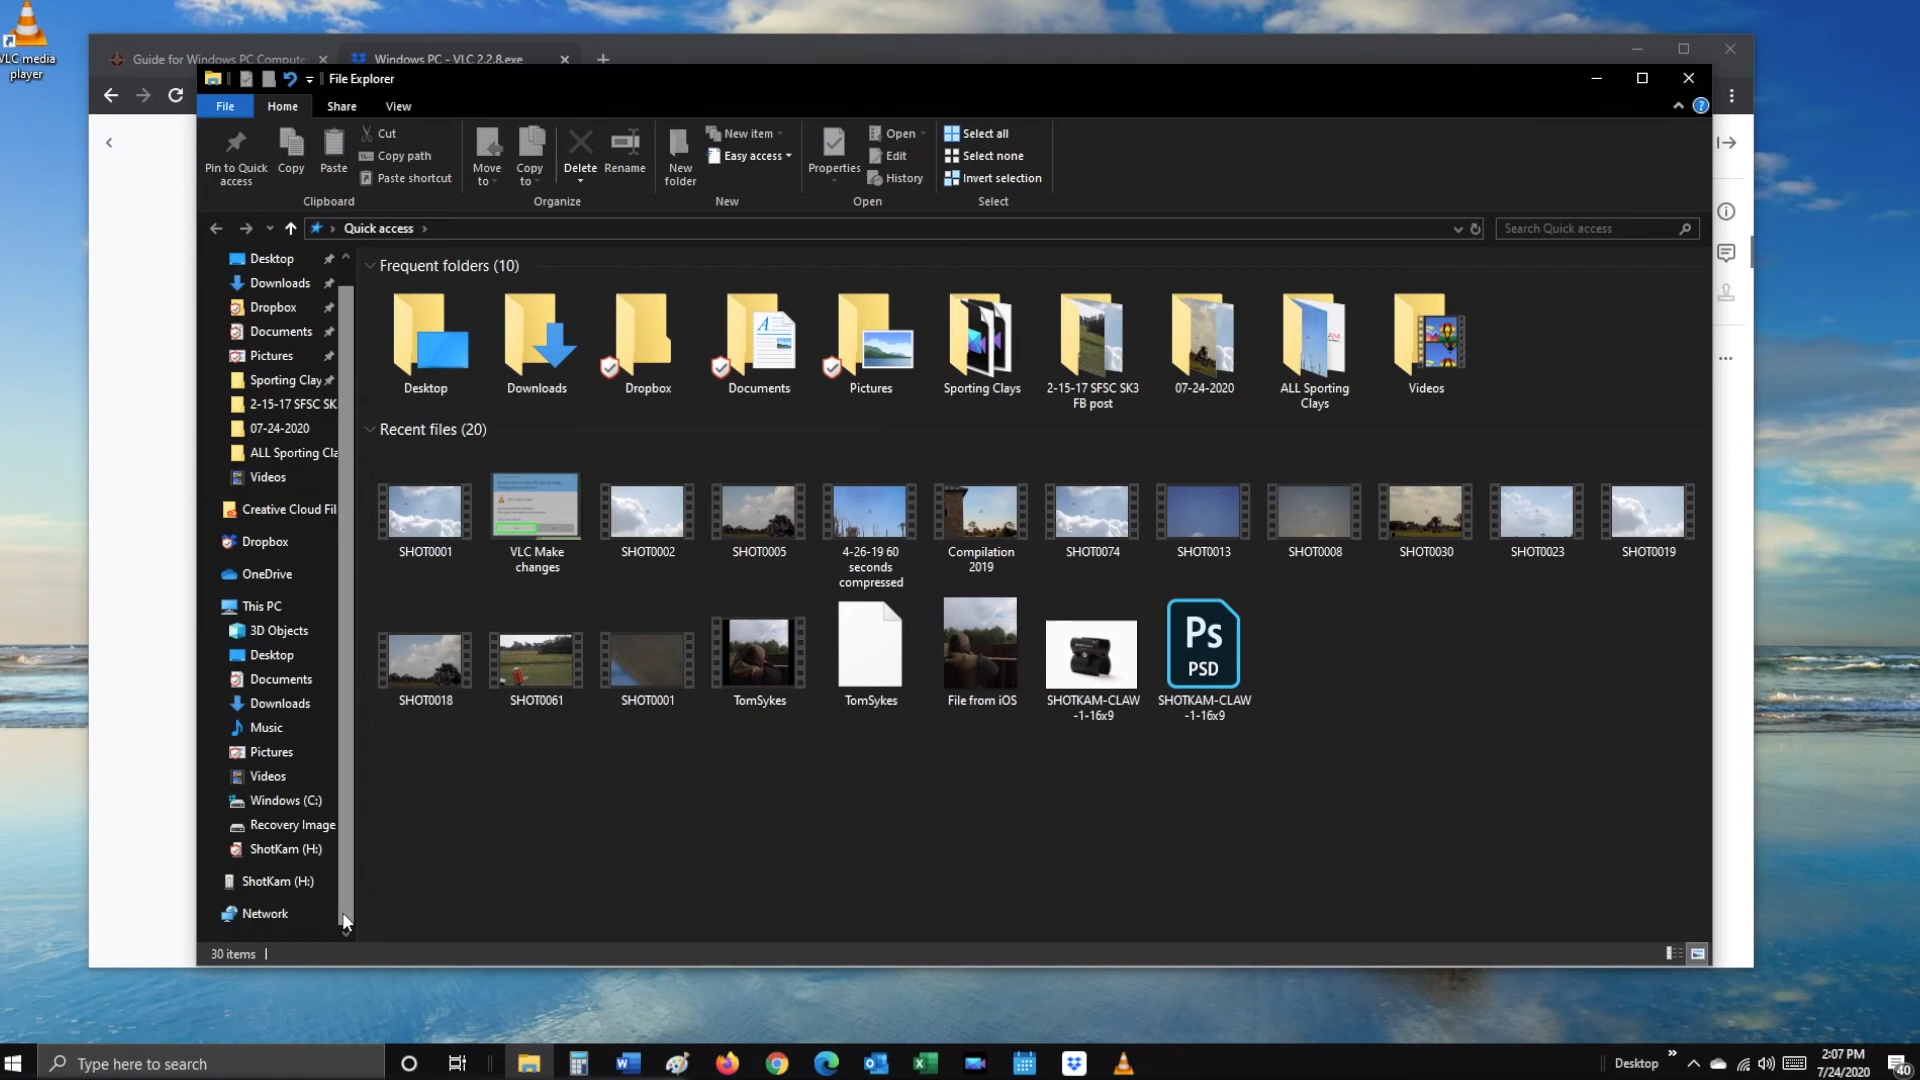 VLC media
player
Guide for Windows PC Compute
Windows PC - VLC 2.2.8.exe
File Explorer
File
Home
Share
View
Pin to Quick
access
Copy
Paste
Cut
Copy path
Paste shortcut
Clipboard
Move
to
Copy
to
Delete
Rename
Organize
New
folder
New item
Easy access
New
Properties
Open
Edit
History
Open
Select all
Select none
Invert selection
Select
Quick access
Search Quick access
Desktop
Downloads
Dropbox
Documents
Pictures
Sporting Clay
2-15-17 SFSC SK
07-24-2020
ALL Sporting Cla
Videos
Creative Cloud Fil
Dropbox
OneDrive
This PC
3D Objects
Desktop
Documents
Downloads
Music
Pictures
Videos
Windows (C:)
Recovery Image
ShotKam (H:)
ShotKam (H:)
Network
Frequent folders (10)
Desktop
Downloads
Dropbox
Documents
Pictures
Sporting Clays
2-15-17 SFSC SK3
FB post
07-24-2020
ALL Sporting
Clays
Videos
Recent files (20)
SHOT0001
VLC Make
changes
SHOT0002
SHOT0005
4-26-19 60
seconds
compressed
Compilation
2019
SHOT0074
SHOT0013
SHOT0008
SHOT0030
SHOT0023
SHOT0019
SHOT0018
SHOT0061
SHOT0001
TomSykes
TomSykes
File from iOS
SHOTKAM-CLAW
-1-16x9
Ps
PSD
SHOTKAM-CLAW
-1-16x9
30 items
Type here to search
Desktop
2:07 PM
7/24/2020
40